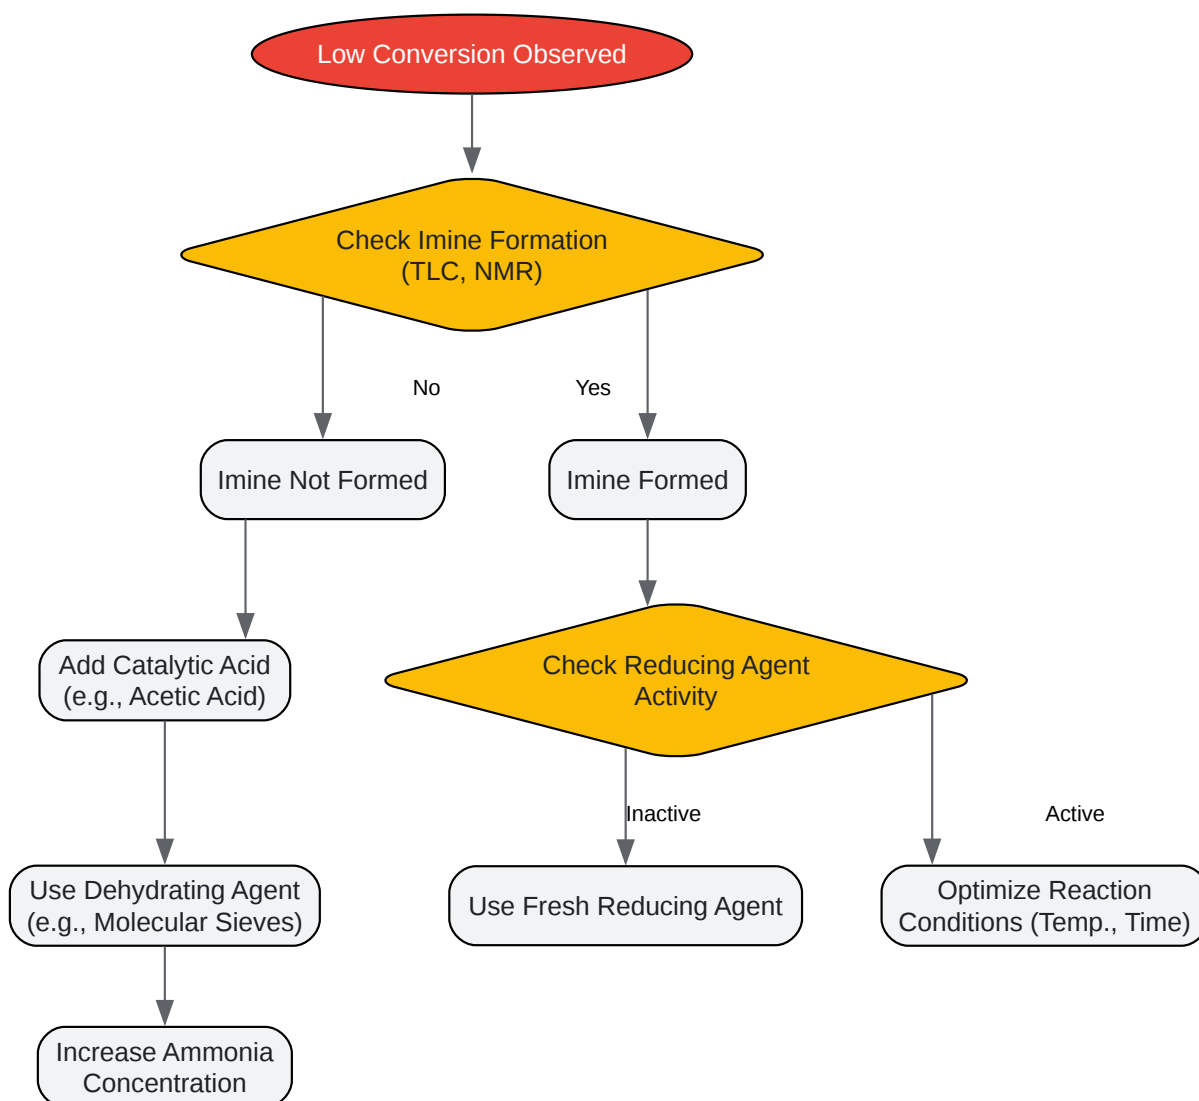 Low Conversion Observed
Check Imine Formation
(TLC, NMR)
No
Yes
Imine Not Formed
Imine Formed
Add Catalytic Acid
(e.g., Acetic Acid)
Check Reducing Agent
Activity
Inactive
Active
Use Dehydrating Agent
(e.g., Molecular Sieves)
Use Fresh Reducing Agent
Optimize Reaction
Conditions (Temp., Time)
Increase Ammonia
Concentration